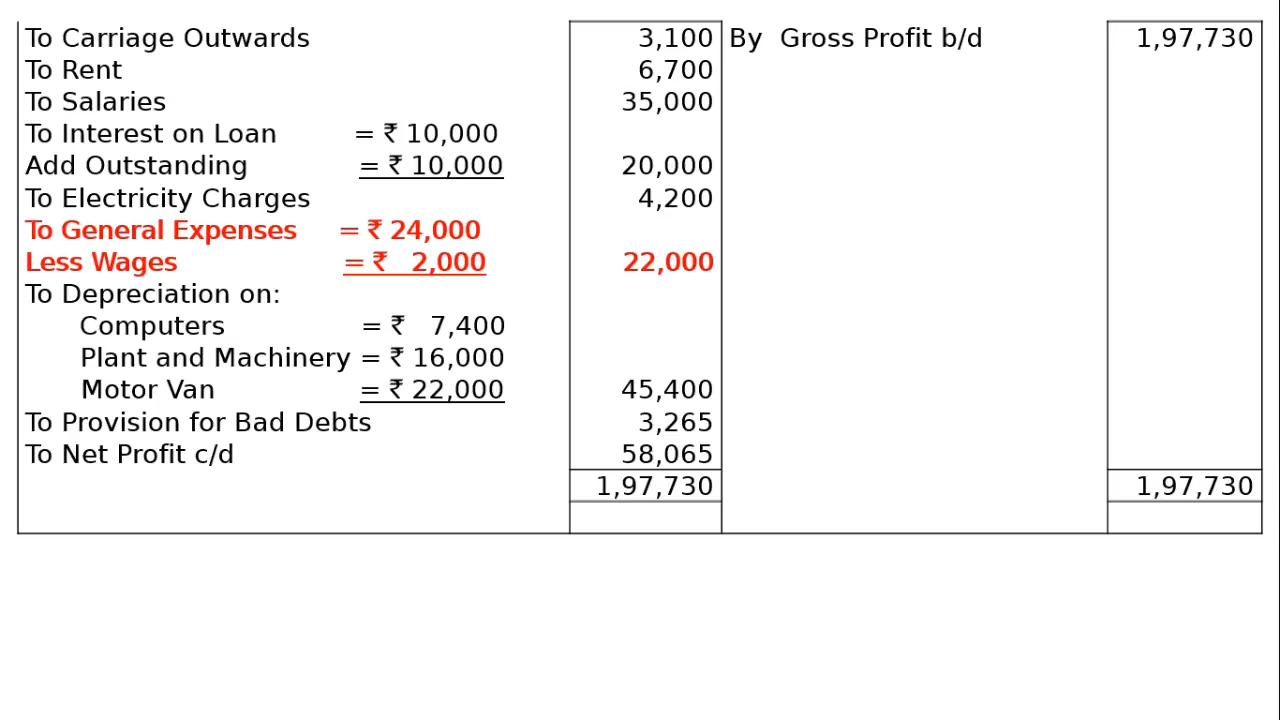 To Carriage Outwards 3,100 By Gross Profit b/d 1,97,730
To Rent 6,700
To Salaries 35,000
To Interest on Loan = ₹ 10,000
Add Outstanding = ₹ 10,000 20,000
To Electricity Charges 4,200
To General Expenses = ₹ 24,000
Less Wages = ₹ 2,000 22,000
To Depreciation on:
Computers = ₹ 7,400
Plant and Machinery = ₹ 16,000
Motor Van = ₹ 22,000 45,400
To Provision for Bad Debts 3,265
To Net Profit c/d 58,065
1,97,730 1,97,730